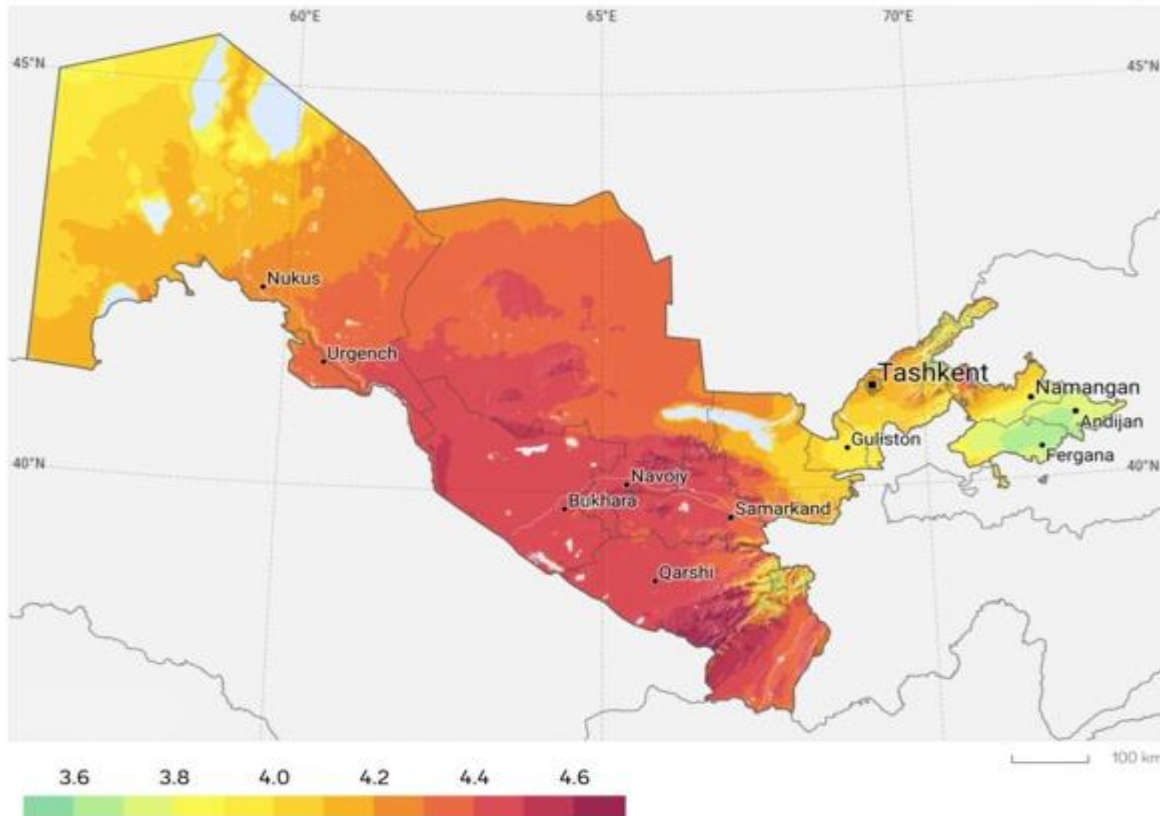 60°E 65°E 70°E
45°N 45°N
Nukus
Urgench
Tashkent
Namangan
Andijan
Guliston
Fergana
40°N 40°N
Navoiy
Bukhara
Samarkand
Qarshi
100 km
3.6 3.8 4.0 4.2 4.4 4.6